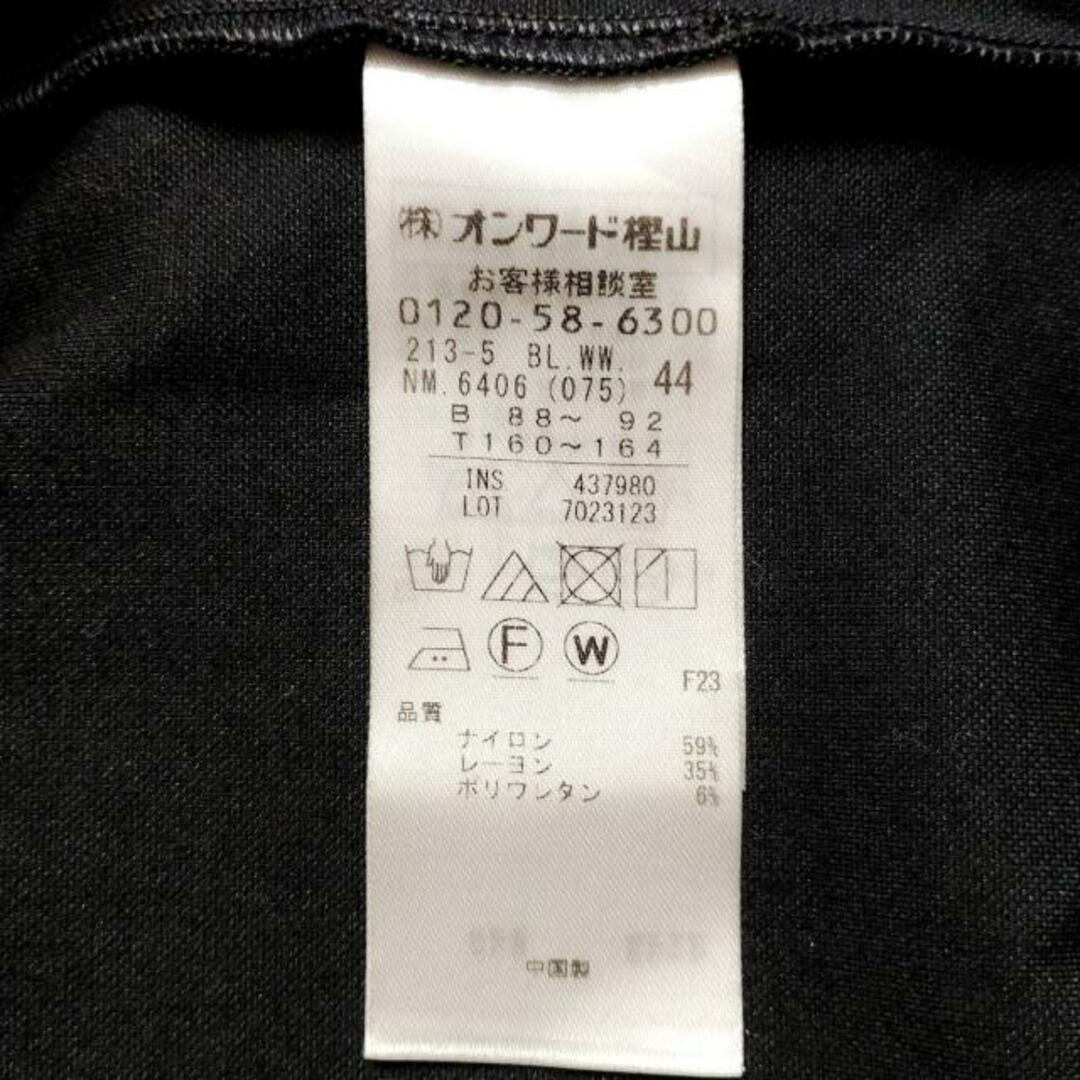 ㈱オンワード樫山
お客様相談室
0120-58-6300
213-5 BL.WW.
NM.6406 (075) 44
B 88～ 92
T160～164
INS 437980
LOT 7023123
F
W
F23
品質
ナイロン 59%
レーヨン 35%
ポリウレタン 6%
中国製